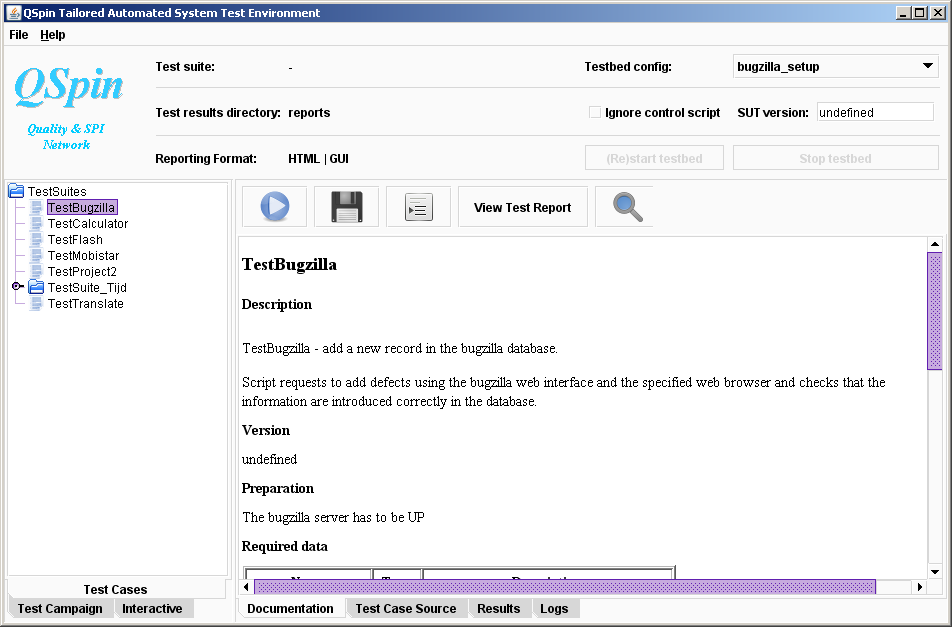 QSpin Tailored Automated System Test Environment
File Help
QSpin
Quality & SPI
Network
Test suite: -
Testbed config: bugzilla_setup
Test results directory: reports
Ignore control script SUT version: undefined
Reporting Format: HTML | GUI
(Re)start testbed Stop testbed
TestSuites
TestBugzilla
TestCalculator
TestFlash
TestMobistar
TestProject2
TestSuite_Tijd
TestTranslate
Test Cases
Test Campaign Interactive
View Test Report
TestBugzilla
Description
TestBugzilla - add a new record in the bugzilla database.
Script requests to add defects using the bugzilla web interface and the specified web browser and checks that the
information are introduced correctly in the database.
Version
undefined
Preparation
The bugzilla server has to be UP
Required data
Documentation Test Case Source Results Logs